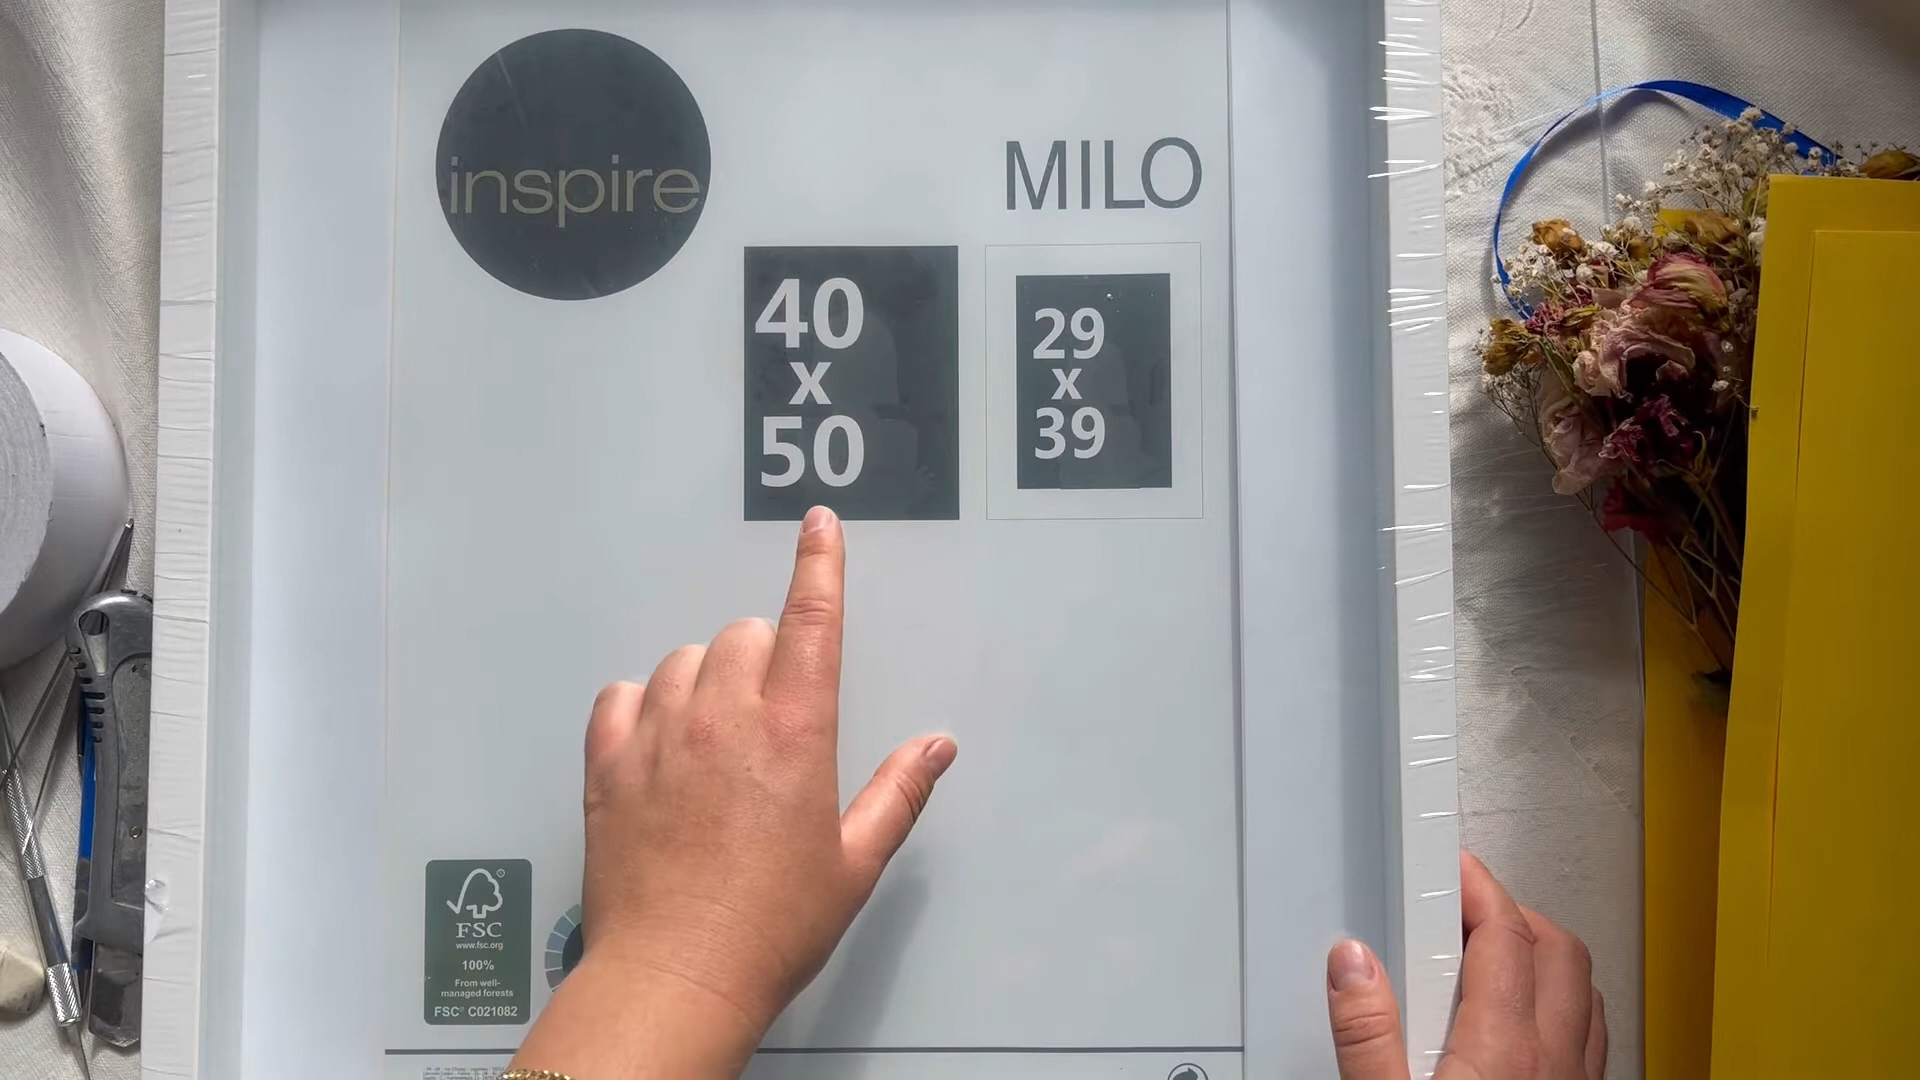 inspire
MILO
40
x
50
29
x
39
FSC
www.fsc.org
100%
From well-
managed forests
FSC® C021082